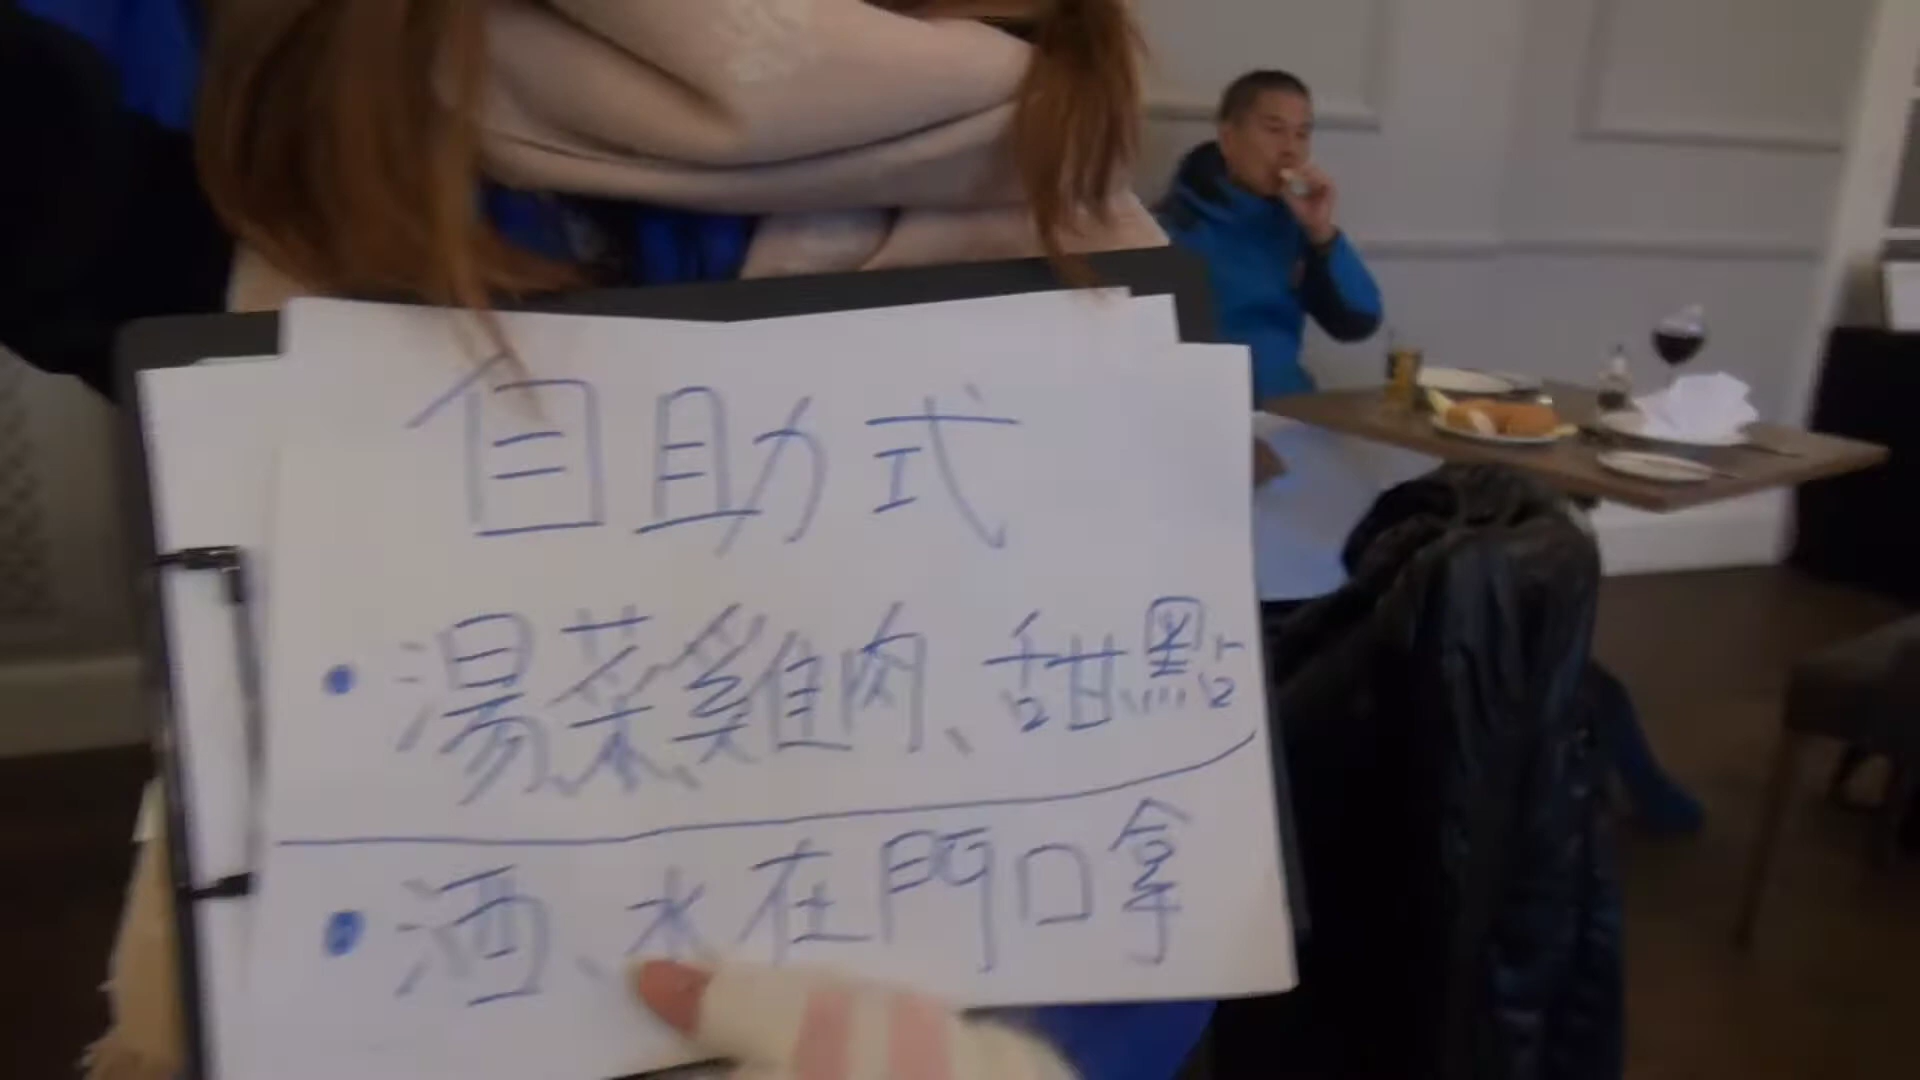 自助式
• 湯菜雞肉、甜點
• 酒、水在門口拿